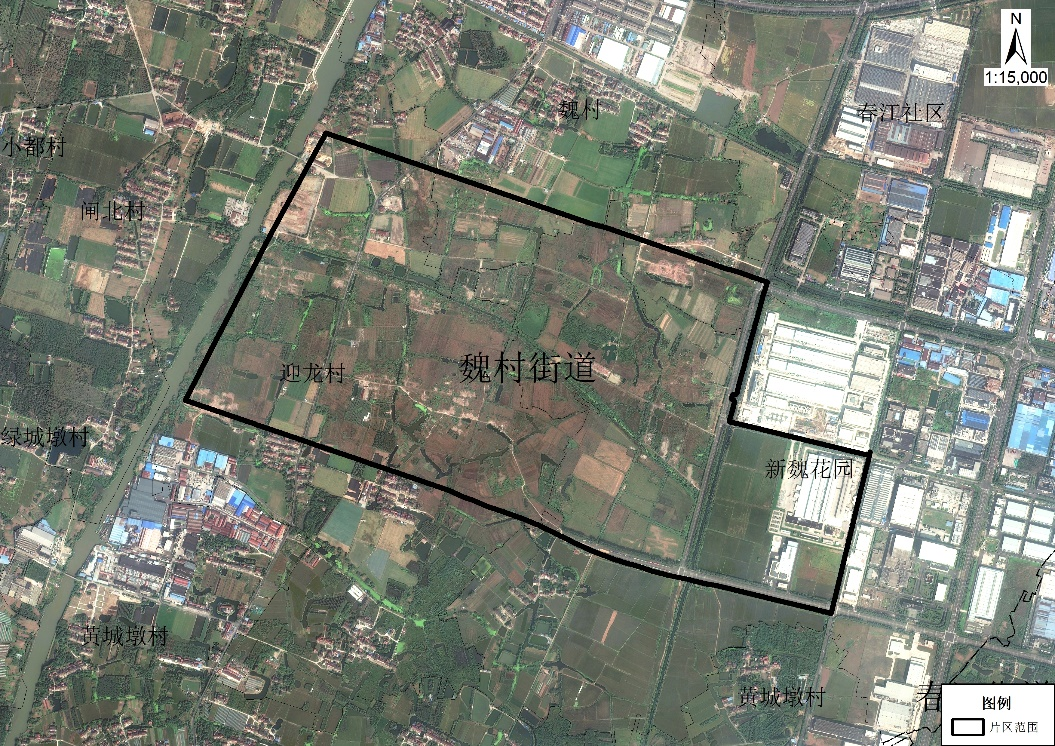 N
1:15,000
魏村
春江社区
小都村
闸北村
迎龙村
魏村街道
绿城墩村
新魏花园
黄城墩村
黄城墩村
春
图例
片区范围